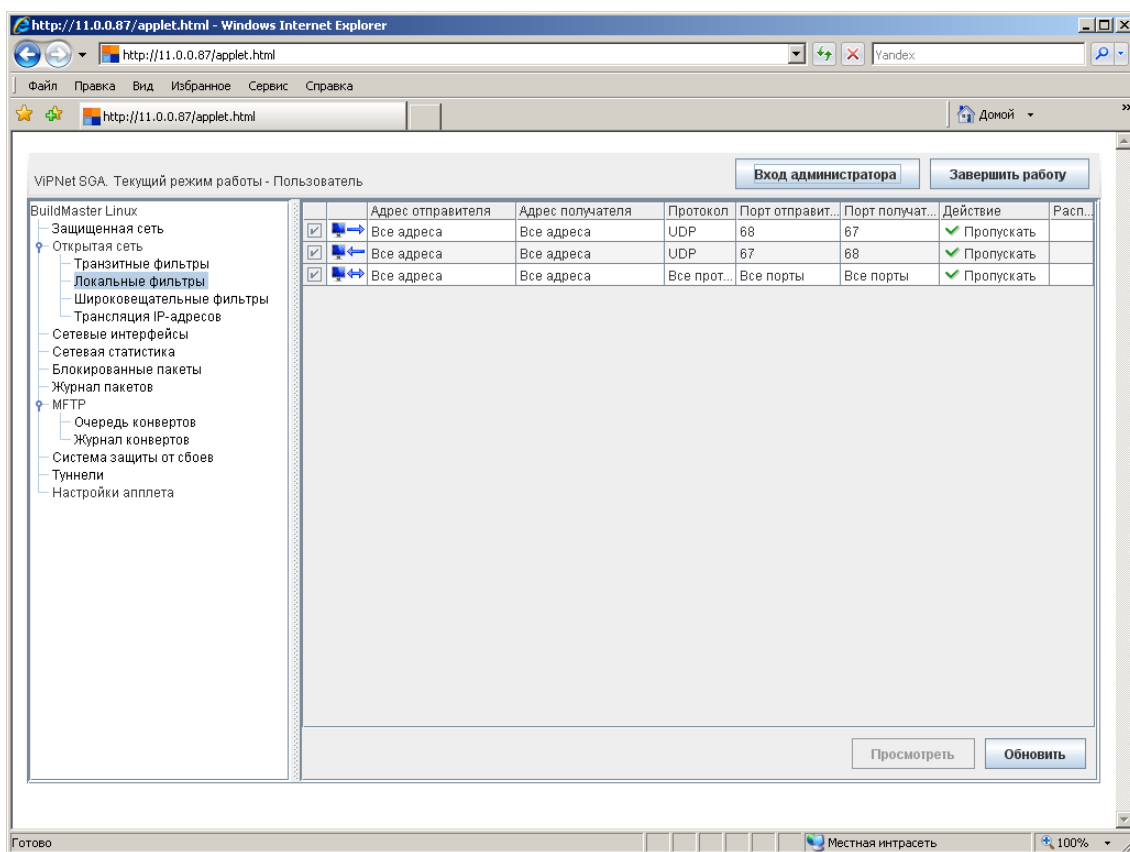 http://11.0.0.87/applet.html - Windows Internet Explorer
http://11.0.0.87/applet.html Yandex
Файл Правка Вид Избранное Сервис Справка
http://11.0.0.87/applet.html Домой »
ViPNet SGA. Текущий режим работы - Пользователь Вход администратора Завершить работу
BuildMaster Linux
Защищенная сеть
Открытая сеть
Транзитные фильтры
Локальные фильтры
Широковещательные фильтры
Трансляция IP-адресов
Сетевые интерфейсы
Сетевая статистика
Блокированные пакеты
Журнал пакетов
MFTP
Очередь конвертов
Журнал конвертов
Система защиты от сбоев
Туннели
Настройки апплета
Адрес отправителя Адрес получателя Протокол Порт отправит... Порт получат... Действие Расп...
Все адреса Все адреса UDP 68 67 Пропускать
Все адреса Все адреса UDP 67 68 Пропускать
Все адреса Все адреса Все прот... Все порты Все порты Пропускать
Просмотреть Обновить
Готово Местная интрасеть 100%